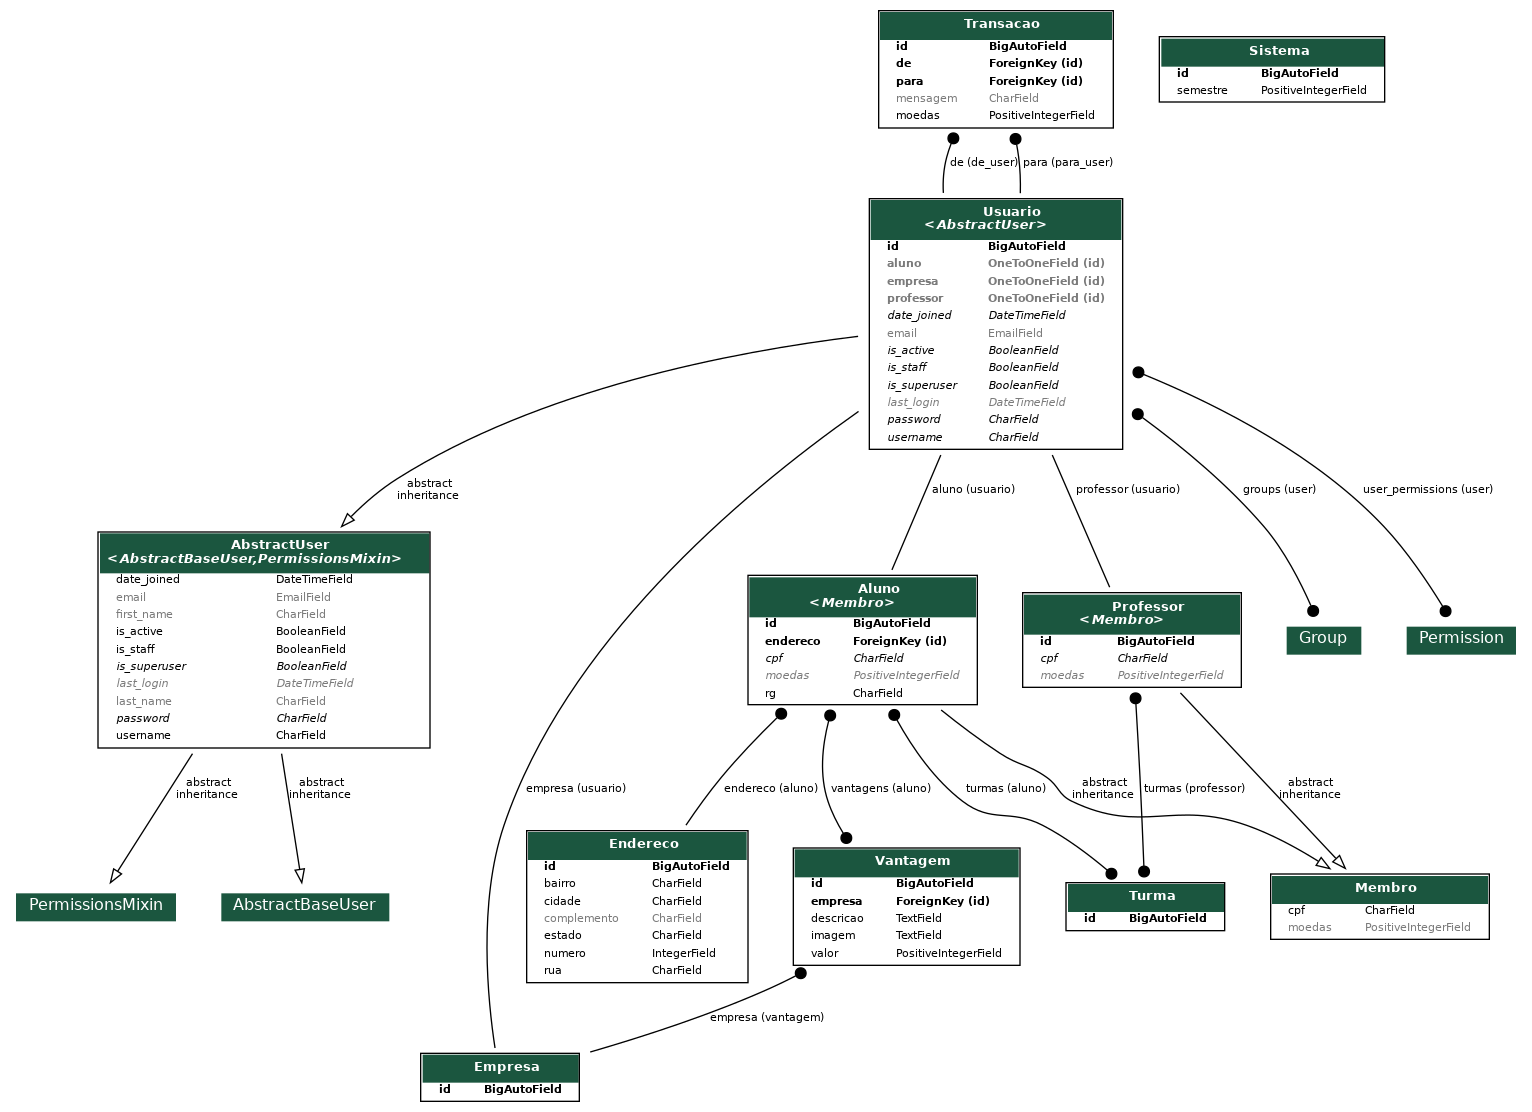 Transacao
id BigAutoField
de ForeignKey (id)
para ForeignKey (id)
mensagem CharField
moedas PositiveIntegerField
Sistema
id BigAutoField
semestre PositiveIntegerField
de (de_user)
para (para_user)
Usuario
<AbstractUser>
id BigAutoField
aluno OneToOneField (id)
empresa OneToOneField (id)
professor OneToOneField (id)
date_joined DateTimeField
email EmailField
is_active BooleanField
is_staff BooleanField
is_superuser BooleanField
last_login DateTimeField
password CharField
username CharField
abstract
inheritance
aluno (usuario)
professor (usuario)
groups (user)
user_permissions (user)
AbstractUser
<AbstractBaseUser,PermissionsMixin>
date_joined DateTimeField
email EmailField
first_name CharField
is_active BooleanField
is_staff BooleanField
is_superuser BooleanField
last_login DateTimeField
last_name CharField
password CharField
username CharField
Aluno
<Membro>
id BigAutoField
endereco ForeignKey (id)
cpf CharField
moedas PositiveIntegerField
rg CharField
Professor
<Membro>
id BigAutoField
cpf CharField
moedas PositiveIntegerField
Group
Permission
abstract
inheritance
abstract
inheritance
empresa (usuario)
endereco (aluno)
vantagens (aluno)
turmas (aluno)
abstract
inheritance
turmas (professor)
abstract
inheritance
PermissionsMixin
AbstractBaseUser
Endereco
id BigAutoField
bairro CharField
cidade CharField
complemento CharField
estado CharField
numero IntegerField
rua CharField
Vantagem
id BigAutoField
empresa ForeignKey (id)
descricao TextField
imagem TextField
valor PositiveIntegerField
Turma
id BigAutoField
Membro
cpf CharField
moedas PositiveIntegerField
empresa (vantagem)
Empresa
id BigAutoField